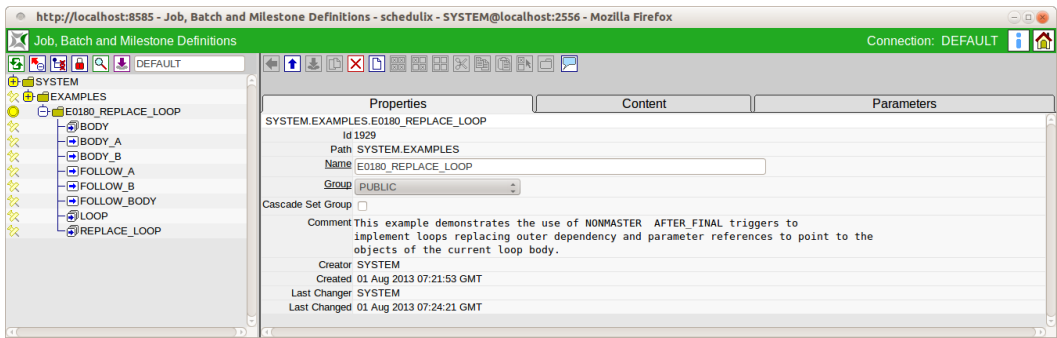 http://localhost:8585 - Job, Batch and Milestone Definitions - schedulix - SYSTEM@localhost:2556 - Mozilla Firefox
Job, Batch and Milestone Definitions
Connection: DEFAULT
DEFAULT
SYSTEM
EXAMPLES
E0180_REPLACE_LOOP
BODY
BODY_A
BODY_B
FOLLOW_A
FOLLOW_B
FOLLOW_BODY
LOOP
REPLACE_LOOP
Properties
Content
Parameters
SYSTEM.EXAMPLES.E0180_REPLACE_LOOP
Id 1929
Path SYSTEM.EXAMPLES
Name E0180_REPLACE_LOOP
Group PUBLIC
Cascade Set Group
Comment This example demonstrates the use of NONMASTER AFTER_FINAL triggers to
implement loops replacing outer dependency and parameter references to point to the
objects of the current loop body.
Creator SYSTEM
Created 01 Aug 2013 07:21:53 GMT
Last Changer SYSTEM
Last Changed 01 Aug 2013 07:24:21 GMT